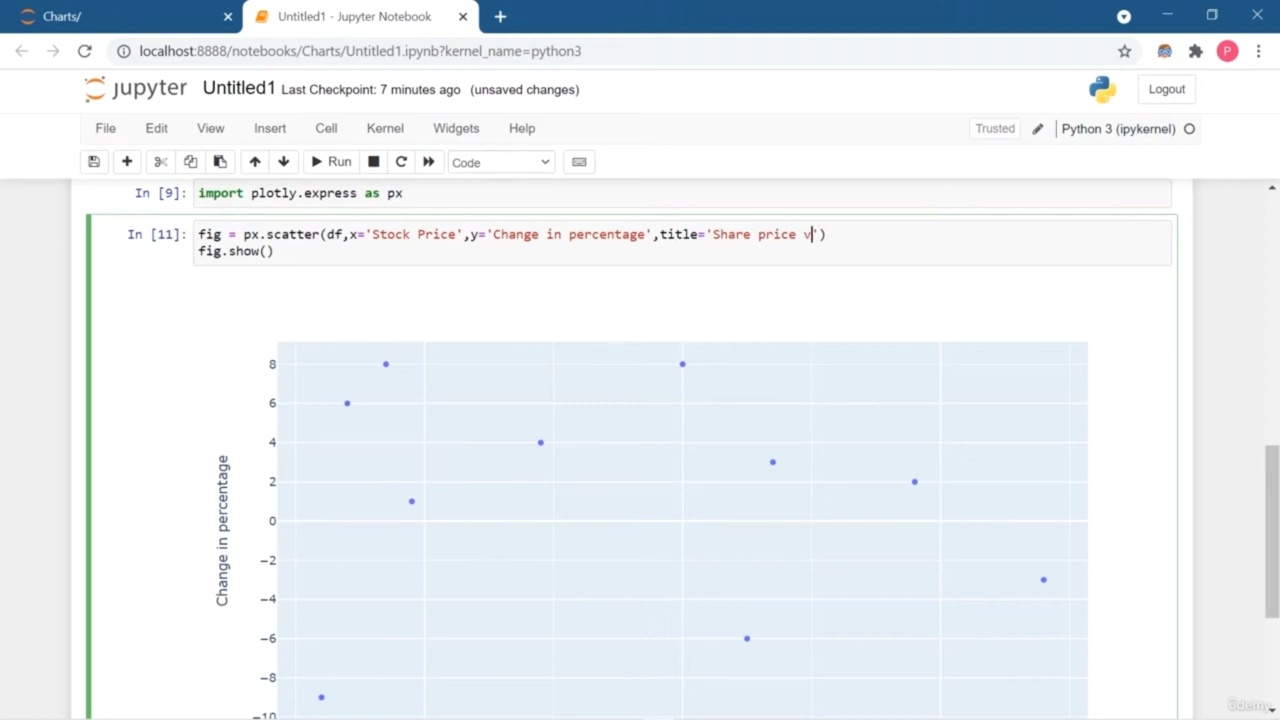 Charts/
Untitled1 - Jupyter Notebook
localhost:8888/notebooks/Charts/Untitled1.ipynb?kernel_name=python3
P
jupyter Untitled1 Last Checkpoint: 7 minutes ago (unsaved changes)
Logout
File Edit View Insert Cell Kernel Widgets Help
Trusted
Python 3 (ipykernel)
Run
Code
In [9]: import plotly.express as px
In [11]: fig = px.scatter(df,x='Stock Price',y='Change in percentage',title='Share price v')
fig.show()
8
6
4
2
0
−2
−4
−6
−8
−10
Change in percentage
ûdemy